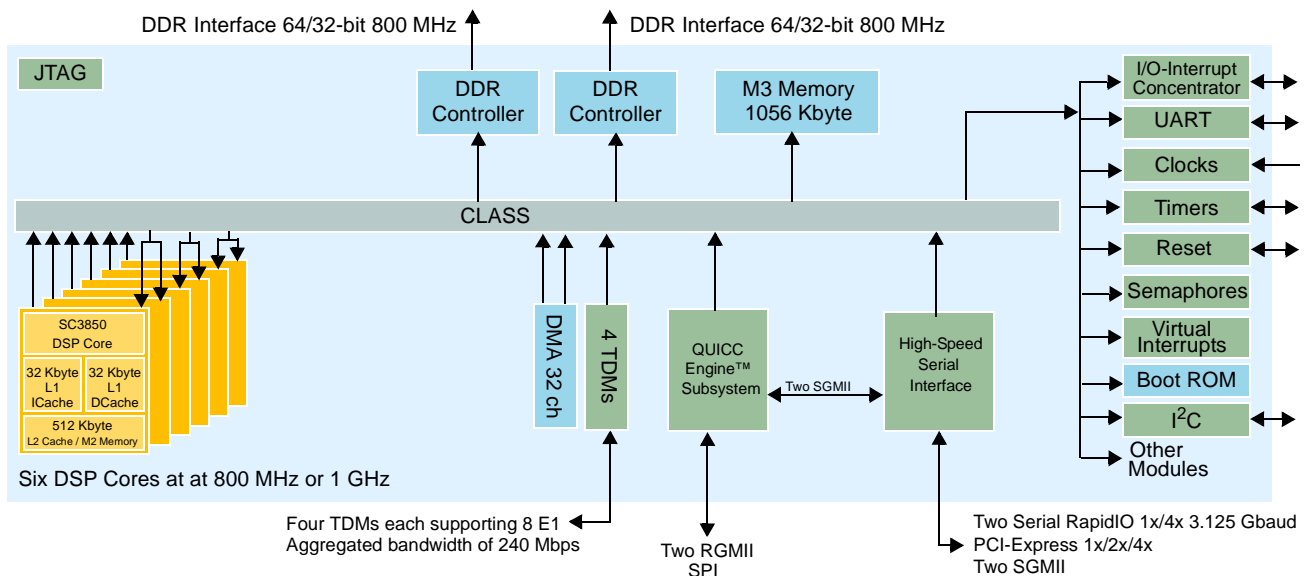 DDR Interface 64/32-bit 800 MHz
DDR Interface 64/32-bit 800 MHz
JTAG
DDR
Controller
DDR
Controller
M3 Memory
1056 Kbyte
I/O-Interrupt
Concentrator
UART
Clocks
Timers
Reset
Semaphores
Virtual
Interrupts
Boot ROM
I²C
Other
Modules
CLASS
SC3850
DSP Core
32 Kbyte
L1
ICache
32 Kbyte
L1
DCache
512 Kbyte
L2 Cache / M2 Memory
Six DSP Cores at at 800 MHz or 1 GHz
DMA 32 ch
4 TDMs
QUICC
Engine™
Subsystem
Two SGMII
High-Speed
Serial
Interface
Four TDMs each supporting 8 E1
Aggregated bandwidth of 240 Mbps
Two RGMII
SPI
Two Serial RapidIO 1x/4x 3.125 Gbaud
PCI-Express 1x/2x/4x
Two SGMII